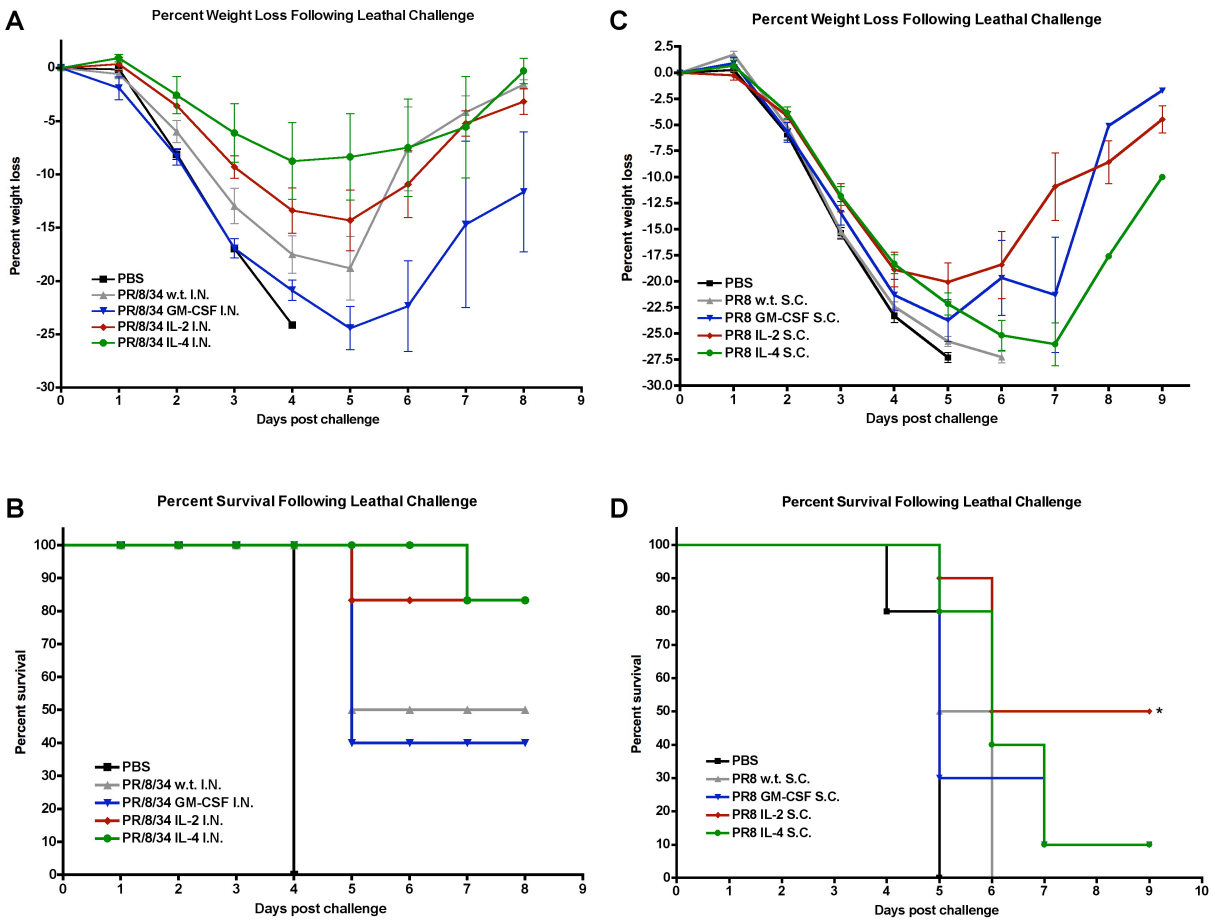 A
Percent Weight Loss Following Leathal Challenge
0
-5
-10
-15
-20
-25
-30
Percent weight loss
PBS
PR/8/34 w.t. I.N.
PR/8/34 GM-CSF I.N.
PR/8/34 IL-2 I.N.
PR/8/34 IL-4 I.N.
0 1 2 3 4 5 6 7 8 9
Days post challenge
C
Percent Weight Loss Following Leathal Challenge
2.5
0.0
-2.5
-5.0
-7.5
-10.0
-12.5
-15.0
-17.5
-20.0
-22.5
-25.0
-27.5
-30.0
Percent weight loss
PBS
PR8 w.t. S.C.
PR8 GM-CSF S.C.
PR8 IL-2 S.C.
PR8 IL-4 S.C.
0 1 2 3 4 5 6 7 8 9
Days post challenge
B
Percent Survival Following Leathal Challenge
100
90
80
70
60
50
40
30
20
10
0
Percent survival
PBS
PR/8/34 w.t. I.N.
PR/8/34 GM-CSF I.N.
PR/8/34 IL-2 I.N.
PR/8/34 IL-4 I.N.
0 1 2 3 4 5 6 7 8 9
Days post challenge
D
Percent Survival Following Leathal Challenge
100
90
80
70
60
50
40
30
20
10
0
Percent survival
*
PBS
PR8 w.t. S.C.
PR8 GM-CSF S.C.
PR8 IL-2 S.C.
PR8 IL-4 S.C.
0 1 2 3 4 5 6 7 8 9 10
Days post challenge